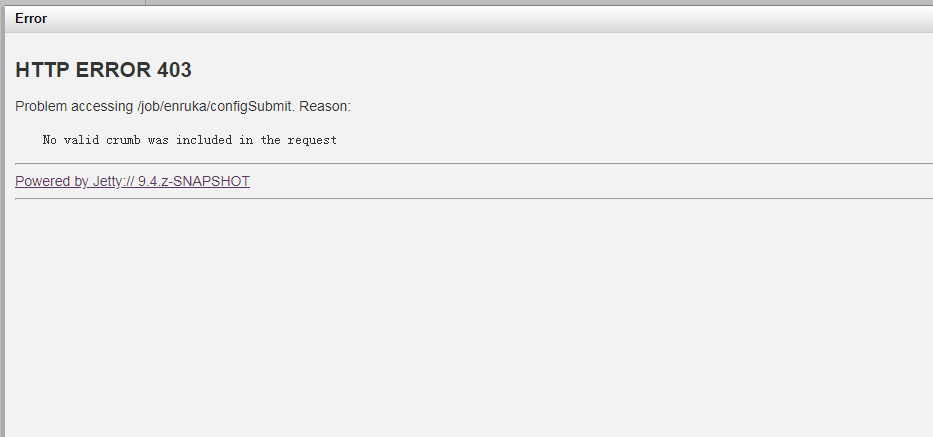 Error
HTTP ERROR 403
Problem accessing /job/enruka/configSubmit. Reason:
No valid crumb was included in the request
Powered by Jetty:// 9.4.z-SNAPSHOT